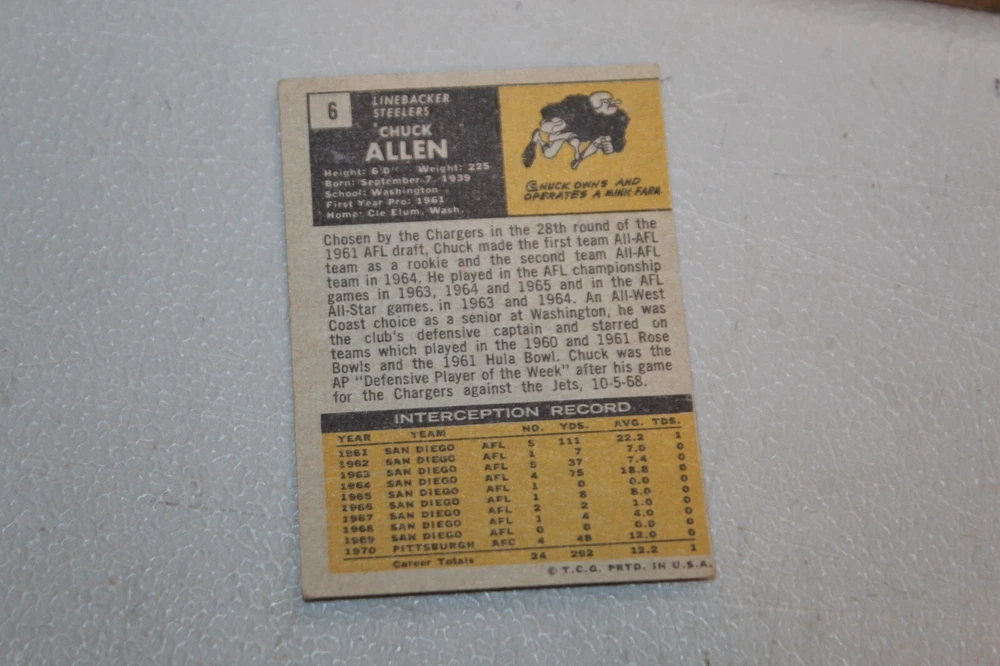 6
LINEBACKER
STEELERS
CHUCK
ALLEN
Height: 6'0" Weight: 225
Born: September 7, 1939
School: Washington
First Year Pro: 1961
Home: Cle Elum, Wash.
CHUCK OWNS AND
OPERATES A MINK FARM.
Chosen by the Chargers in the 28th round of the
1961 AFL draft, Chuck made the first team All-AFL
team as a rookie and the second team All-AFL
team in 1964. He played in the AFL championship
games in 1963, 1964 and 1965 and in the AFL
All-Star games. in 1963 and 1964. An All-West
Coast choice as a senior at Washington, he was
the club's defensive captain and starred on
teams which played in the 1960 and 1961 Rose
Bowls and the 1961 Hula Bowl. Chuck was the
AP "Defensive Player of the Week" after his game
for the Chargers against the Jets, 10-5-68.
INTERCEPTION RECORD
YEAR TEAM NO. YDS. AVG. TDS.
1961 SAN DIEGO AFL 5 111 22.2 1
1962 SAN DIEGO AFL 1 7 7.0 0
1963 SAN DIEGO AFL 5 37 7.4 0
1964 SAN DIEGO AFL 4 75 18.8 0
1965 SAN DIEGO AFL 1 0 0.0 0
1966 SAN DIEGO AFL 1 8 8.0 0
1967 SAN DIEGO AFL 2 2 1.0 0
1968 SAN DIEGO AFL 1 4 4.0 0
1969 SAN DIEGO AFL 0 0 0.0 0
1970 PITTSBURGH AFC 4 48 12.0 0
Career Totals 24 292 12.2 1
© T.C.G. PRTD. IN U.S.A.